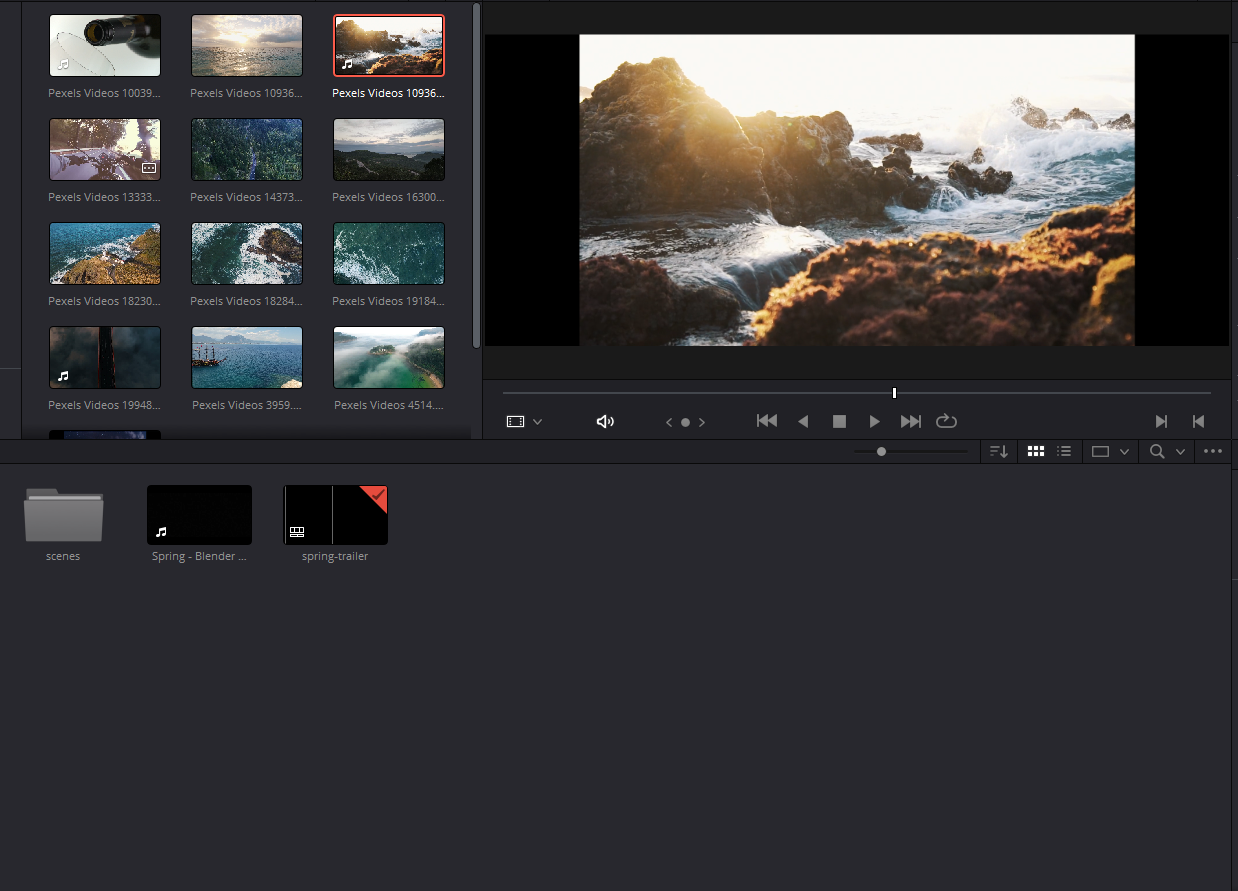 Pexels Videos 10039...
Pexels Videos 10936...
Pexels Videos 10936...
Pexels Videos 13333...
Pexels Videos 14373...
Pexels Videos 16300...
Pexels Videos 18230...
Pexels Videos 18284...
Pexels Videos 19184...
Pexels Videos 19948...
Pexels Videos 3959....
Pexels Videos 4514....
scenes
Spring - Blender ...
spring-trailer